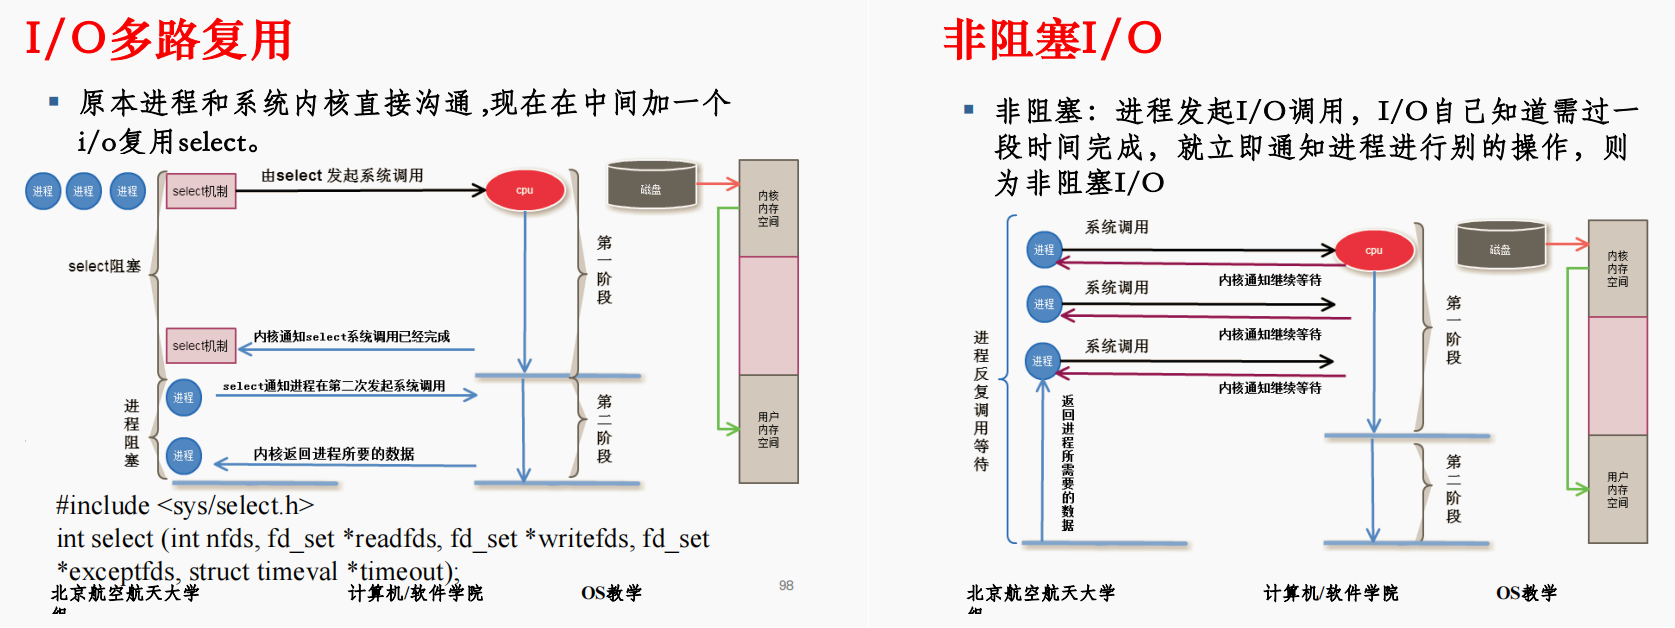 I/O多路复用
原本进程和系统内核直接沟通,现在在中间加一个
i/o复用select。
进程
进程
进程
select机制
由select 发起系统调用
cpu
磁盘
内核
内存
空间
第一阶段
select阻塞
select机制
内核通知select系统调用已经完成
进程
select通知进程在第二次发起系统调用
进程阻塞
第二阶段
用户
内存
空间
进程
内核返回进程所要的数据
#include <sys/select.h>
int select (int nfds, fd_set *readfds, fd_set *writefds, fd_set
*exceptfds, struct timeval *timeout);
北京航空航天大学
计算机/软件学院
OS教学
组
98
非阻塞I/O
非阻塞：进程发起I/O调用，I/O自己知道需过一
段时间完成，就立即通知进程进行别的操作，则
为非阻塞I/O
进程
系统调用
内核通知继续等待
cpu
磁盘
内核
内存
空间
进程
系统调用
内核通知继续等待
第一阶段
进程
系统调用
内核通知继续等待
进程反复调用等待
返回进程所需要的数据
第二阶段
用户
内存
空间
北京航空航天大学
计算机/软件学院
OS教学
组